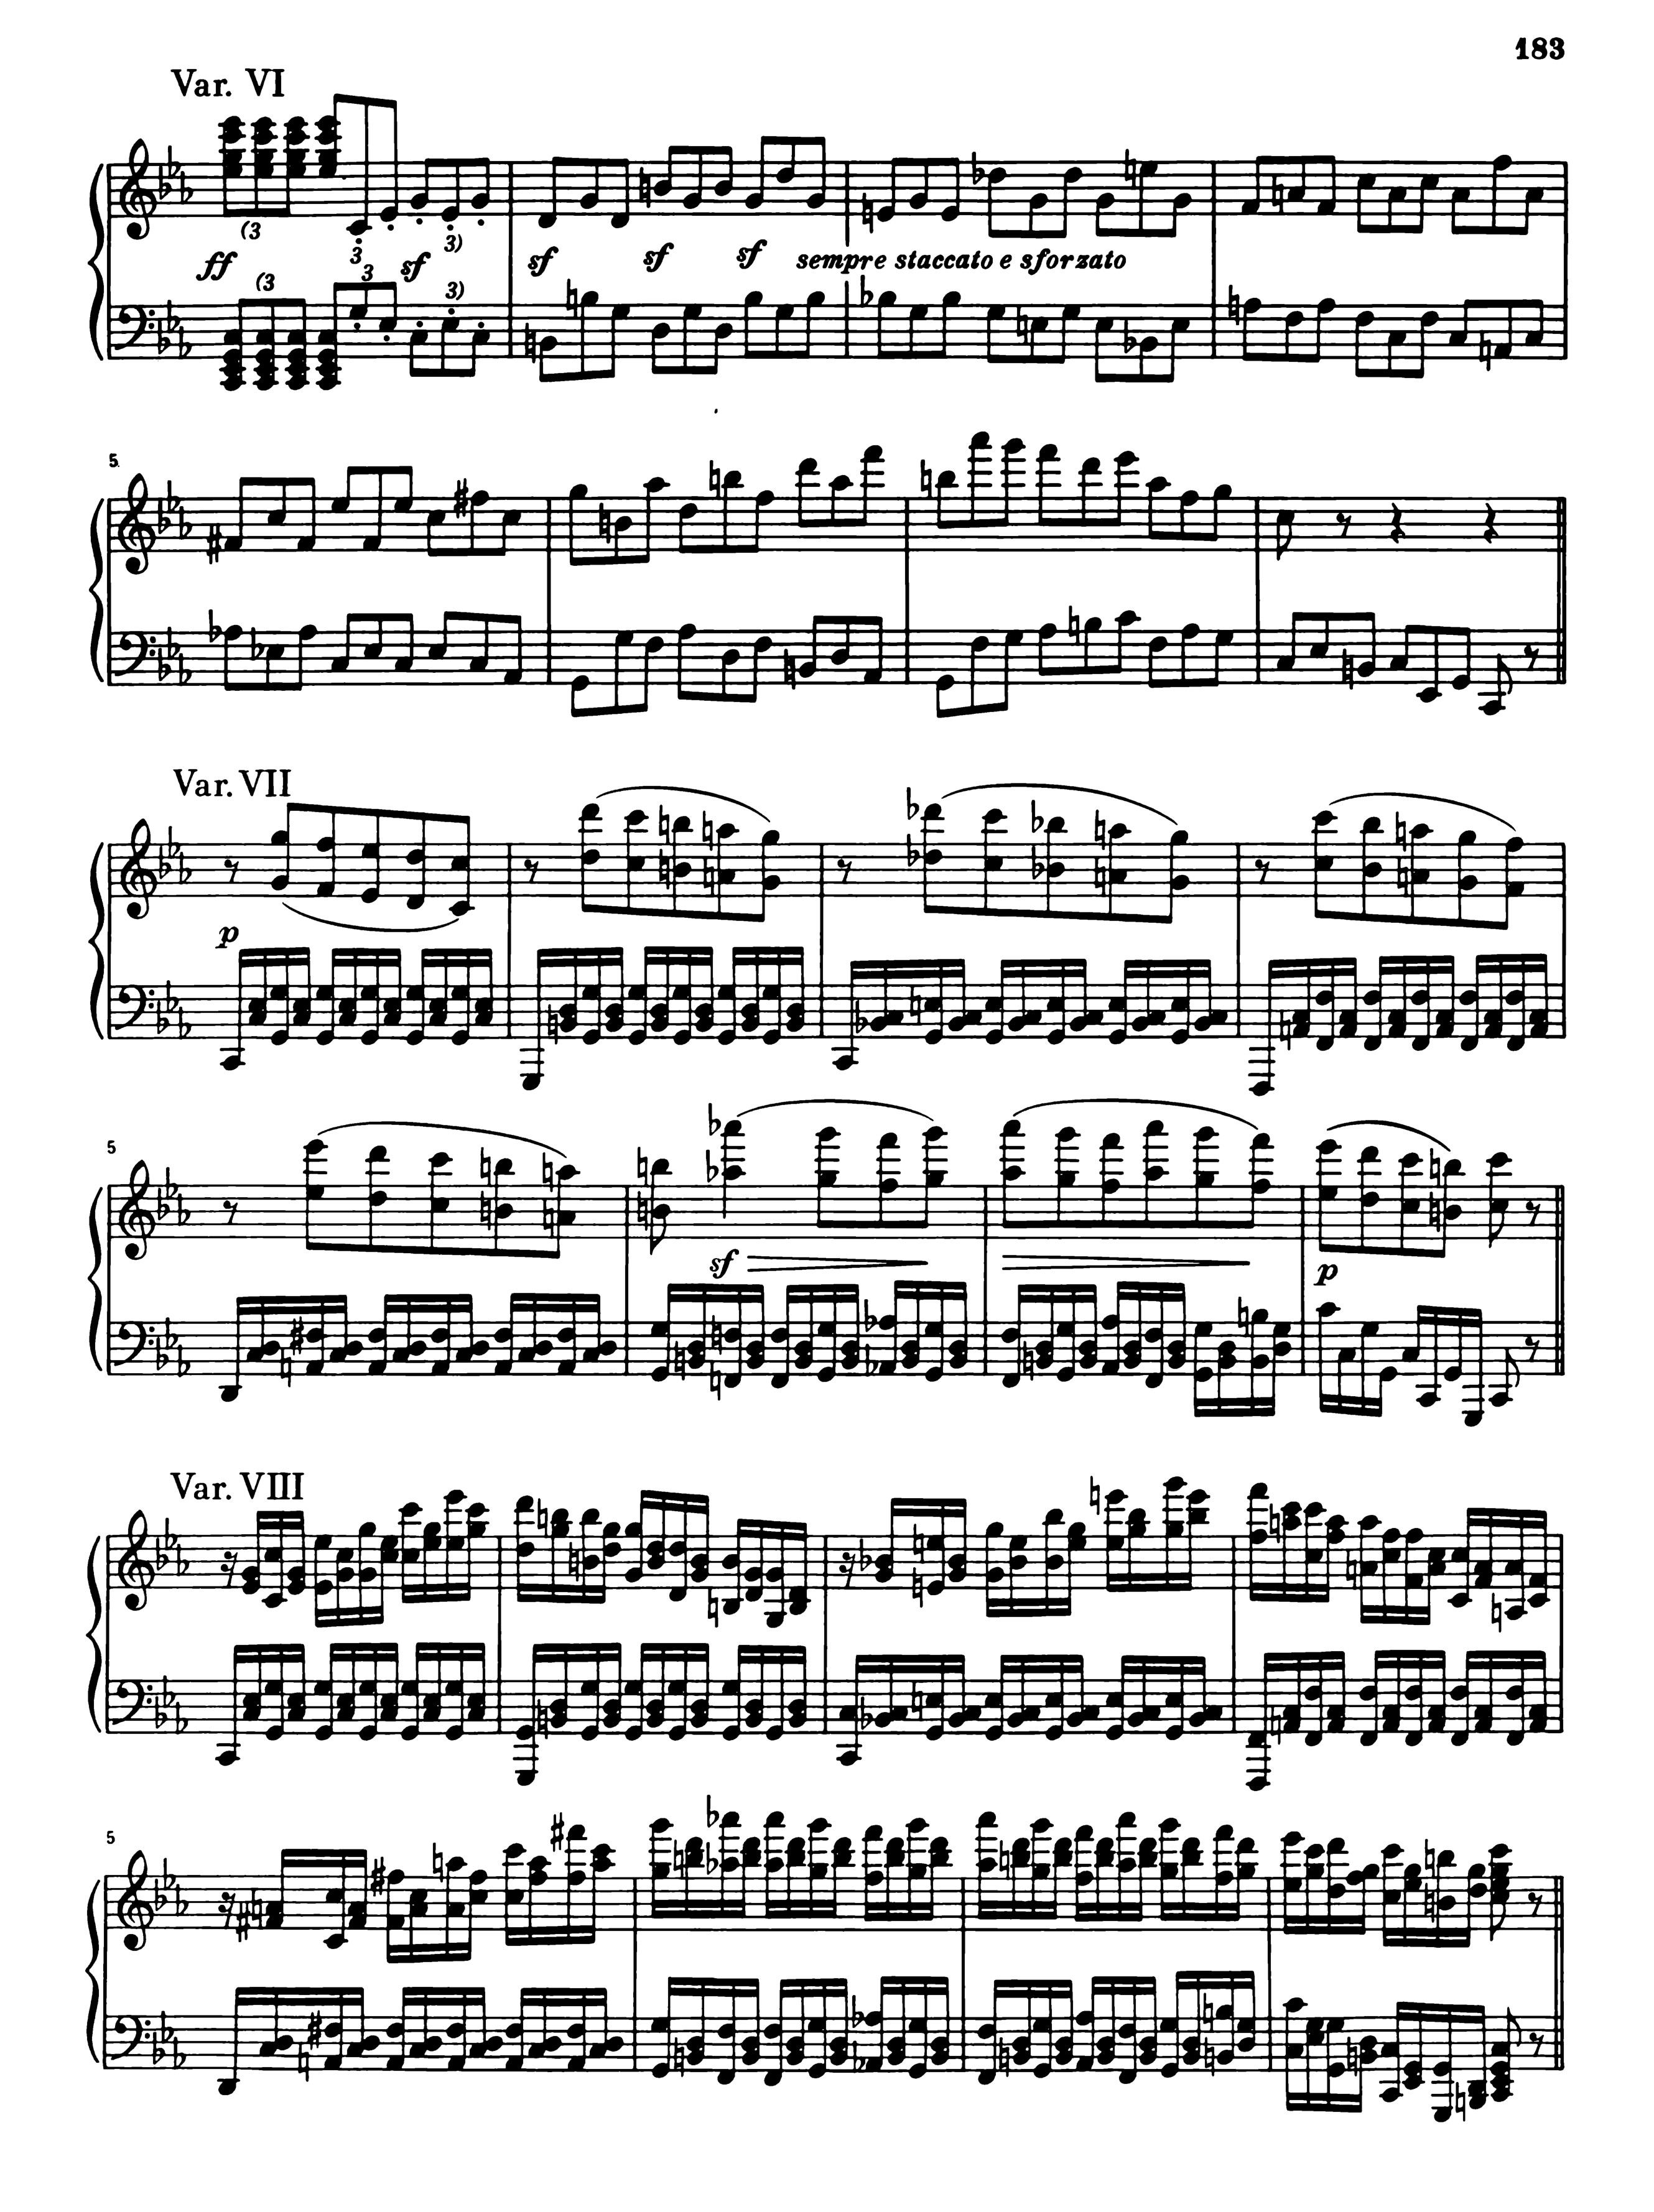 183
Var. VI
(3
3
3)
ff
sf
sf
sf
sf
sempre staccato e sforzato
(3
3
3)
5
Var. VII
p
5
sf
p
Var. VIII
5